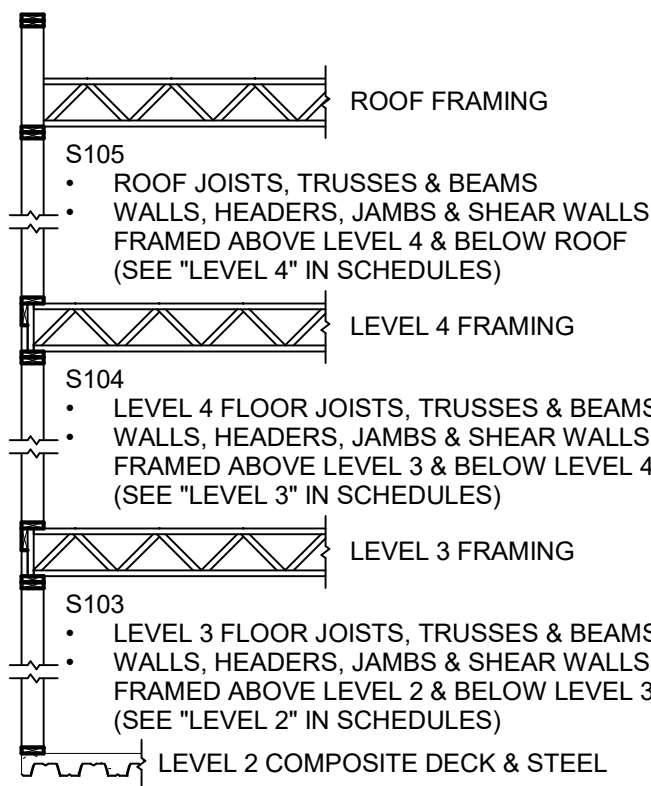 ROOF FRAMING
S105
• ROOF JOISTS, TRUSSES & BEAMS
• WALLS, HEADERS, JAMBS & SHEAR WALLS
FRAMED ABOVE LEVEL 4 & BELOW ROOF
(SEE "LEVEL 4" IN SCHEDULES)
LEVEL 4 FRAMING
S104
• LEVEL 4 FLOOR JOISTS, TRUSSES & BEAMS
• WALLS, HEADERS, JAMBS & SHEAR WALLS
FRAMED ABOVE LEVEL 3 & BELOW LEVEL 4
(SEE "LEVEL 3" IN SCHEDULES)
LEVEL 3 FRAMING
S103
• LEVEL 3 FLOOR JOISTS, TRUSSES & BEAMS
• WALLS, HEADERS, JAMBS & SHEAR WALLS
FRAMED ABOVE LEVEL 2 & BELOW LEVEL 3
(SEE "LEVEL 2" IN SCHEDULES)
LEVEL 2 COMPOSITE DECK & STEEL